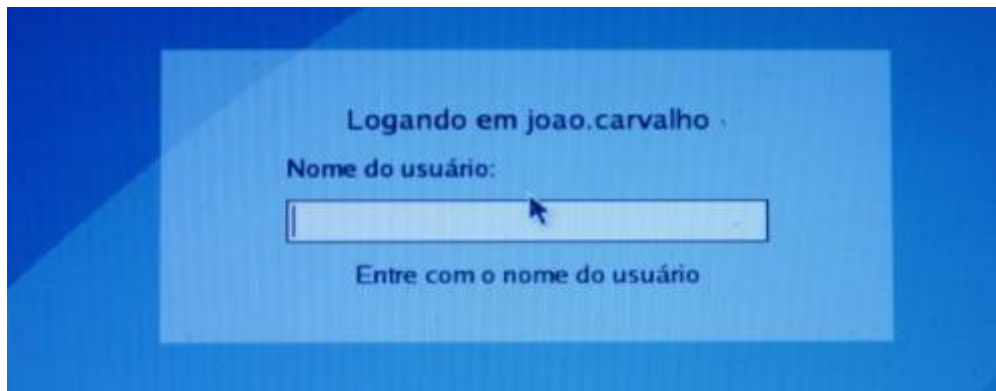 Logando em joao.carvalho
Nome do usuário:
Entre com o nome do usuário